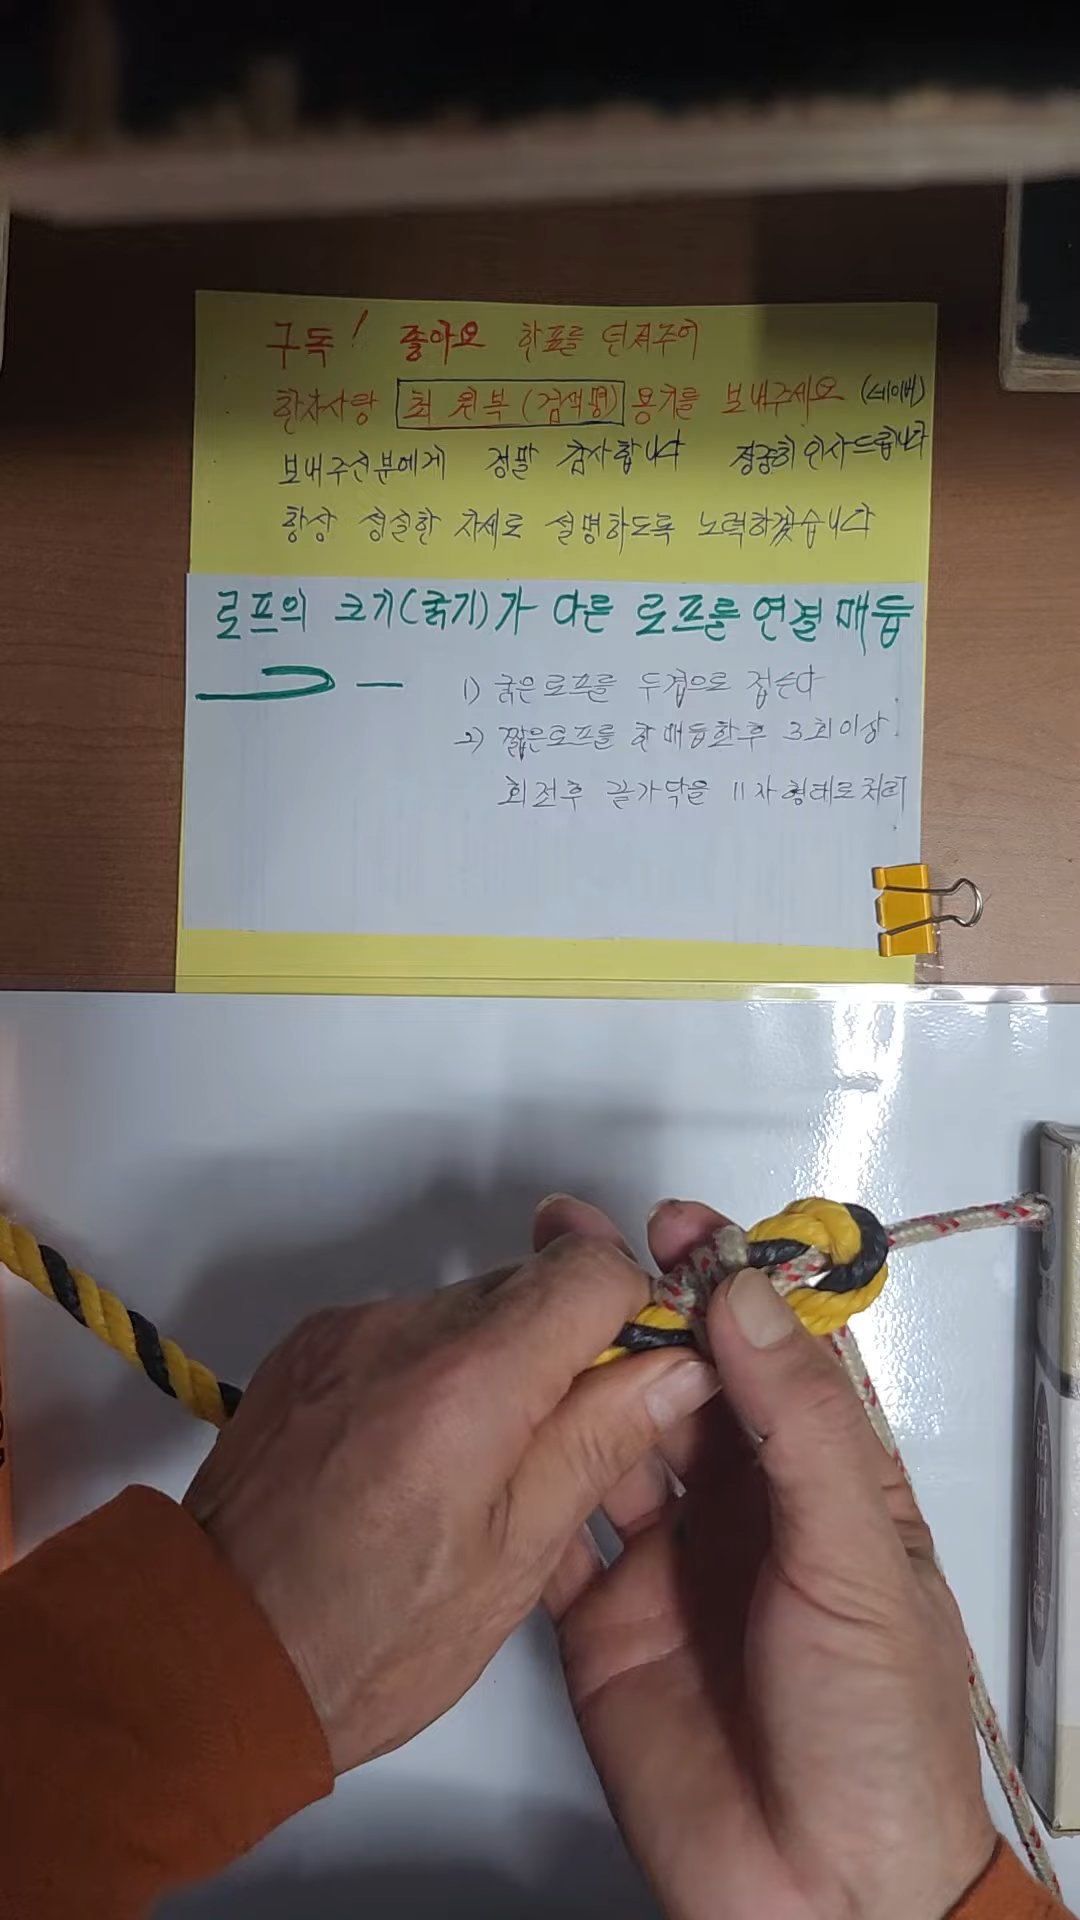 구독! 좋아요 한표를 던져주어
한자사랑 최원북(검색명) 용기를 보내주세요 (네이버)
보내주신분에게 정말 감사합니다 정중히 인사드립니다
항상 성실한 자세로 설명하도록 노력하겠습니다
로프의 크기(굵기)가 다른 로프를 연결 매듭
1) 굵은로프를 두겹으로 접는다
2) 짧은로프를 한매듭한후 3회이상
회전후 끝가닥을 11자형태로처리